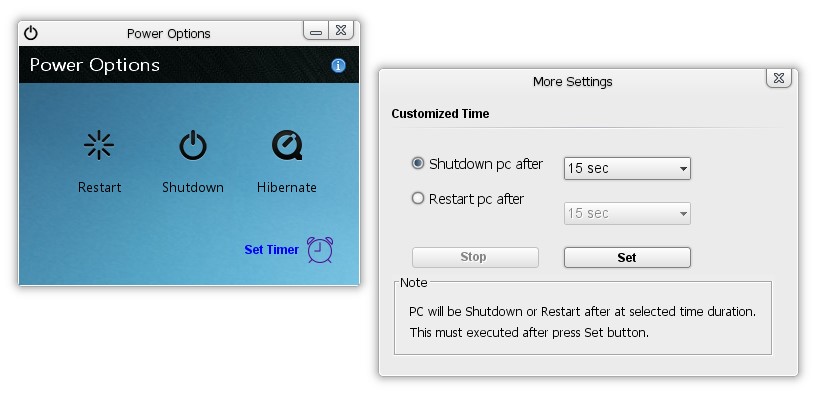 Power Options
Power Options
Restart
Shutdown
Hibernate
Set Timer
More Settings
Customized Time
Shutdown pc after
15 sec
Restart pc after
15 sec
Stop
Set
Note
PC will be Shutdown or Restart after at selected time duration.
This must executed after press Set button.